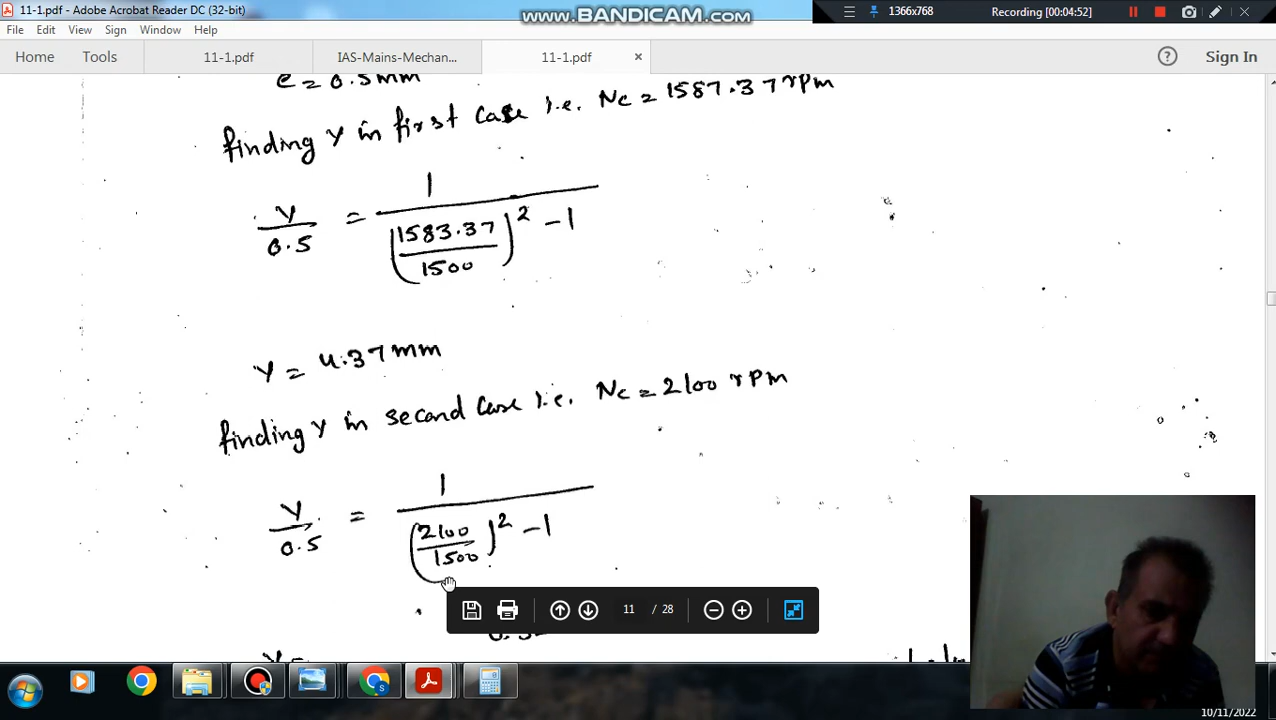 11-1.pdf - Adobe Acrobat Reader DC (32-bit)
www.BANDICAM.com
1366x768
Recording [00:04:52]
File Edit View Sign Window Help
Home Tools 11-1.pdf IAS-Mains-Mechan... 11-1.pdf Sign In
e = 0.5mm
finding Y in first case i.e. Nc = 1587.37 rpm
Y/0.5 = 1/((1583.37/1500)^2 - 1)
Y = 4.37mm
finding Y in second case i.e. Nc = 2100 rpm
Y/0.5 = 1/((2100/1500)^2 - 1)
11 / 28
10/11/2022